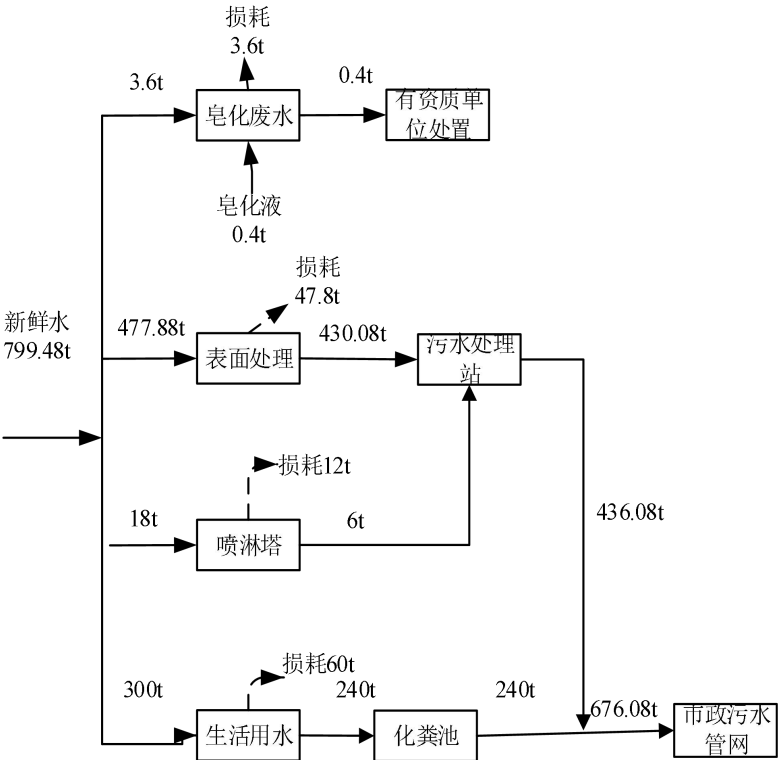 损耗
3.6t
3.6t
0.4t
皂化废水
有资质单
位处置
皂化液
0.4t
损耗
47.8t
新鲜水
799.48t
477.88t
430.08t
表面处理
污水处理
站
损耗12t
18t
6t
喷淋塔
436.08t
损耗60t
300t
240t
240t
676.08t
生活用水
化粪池
市政污水
管网